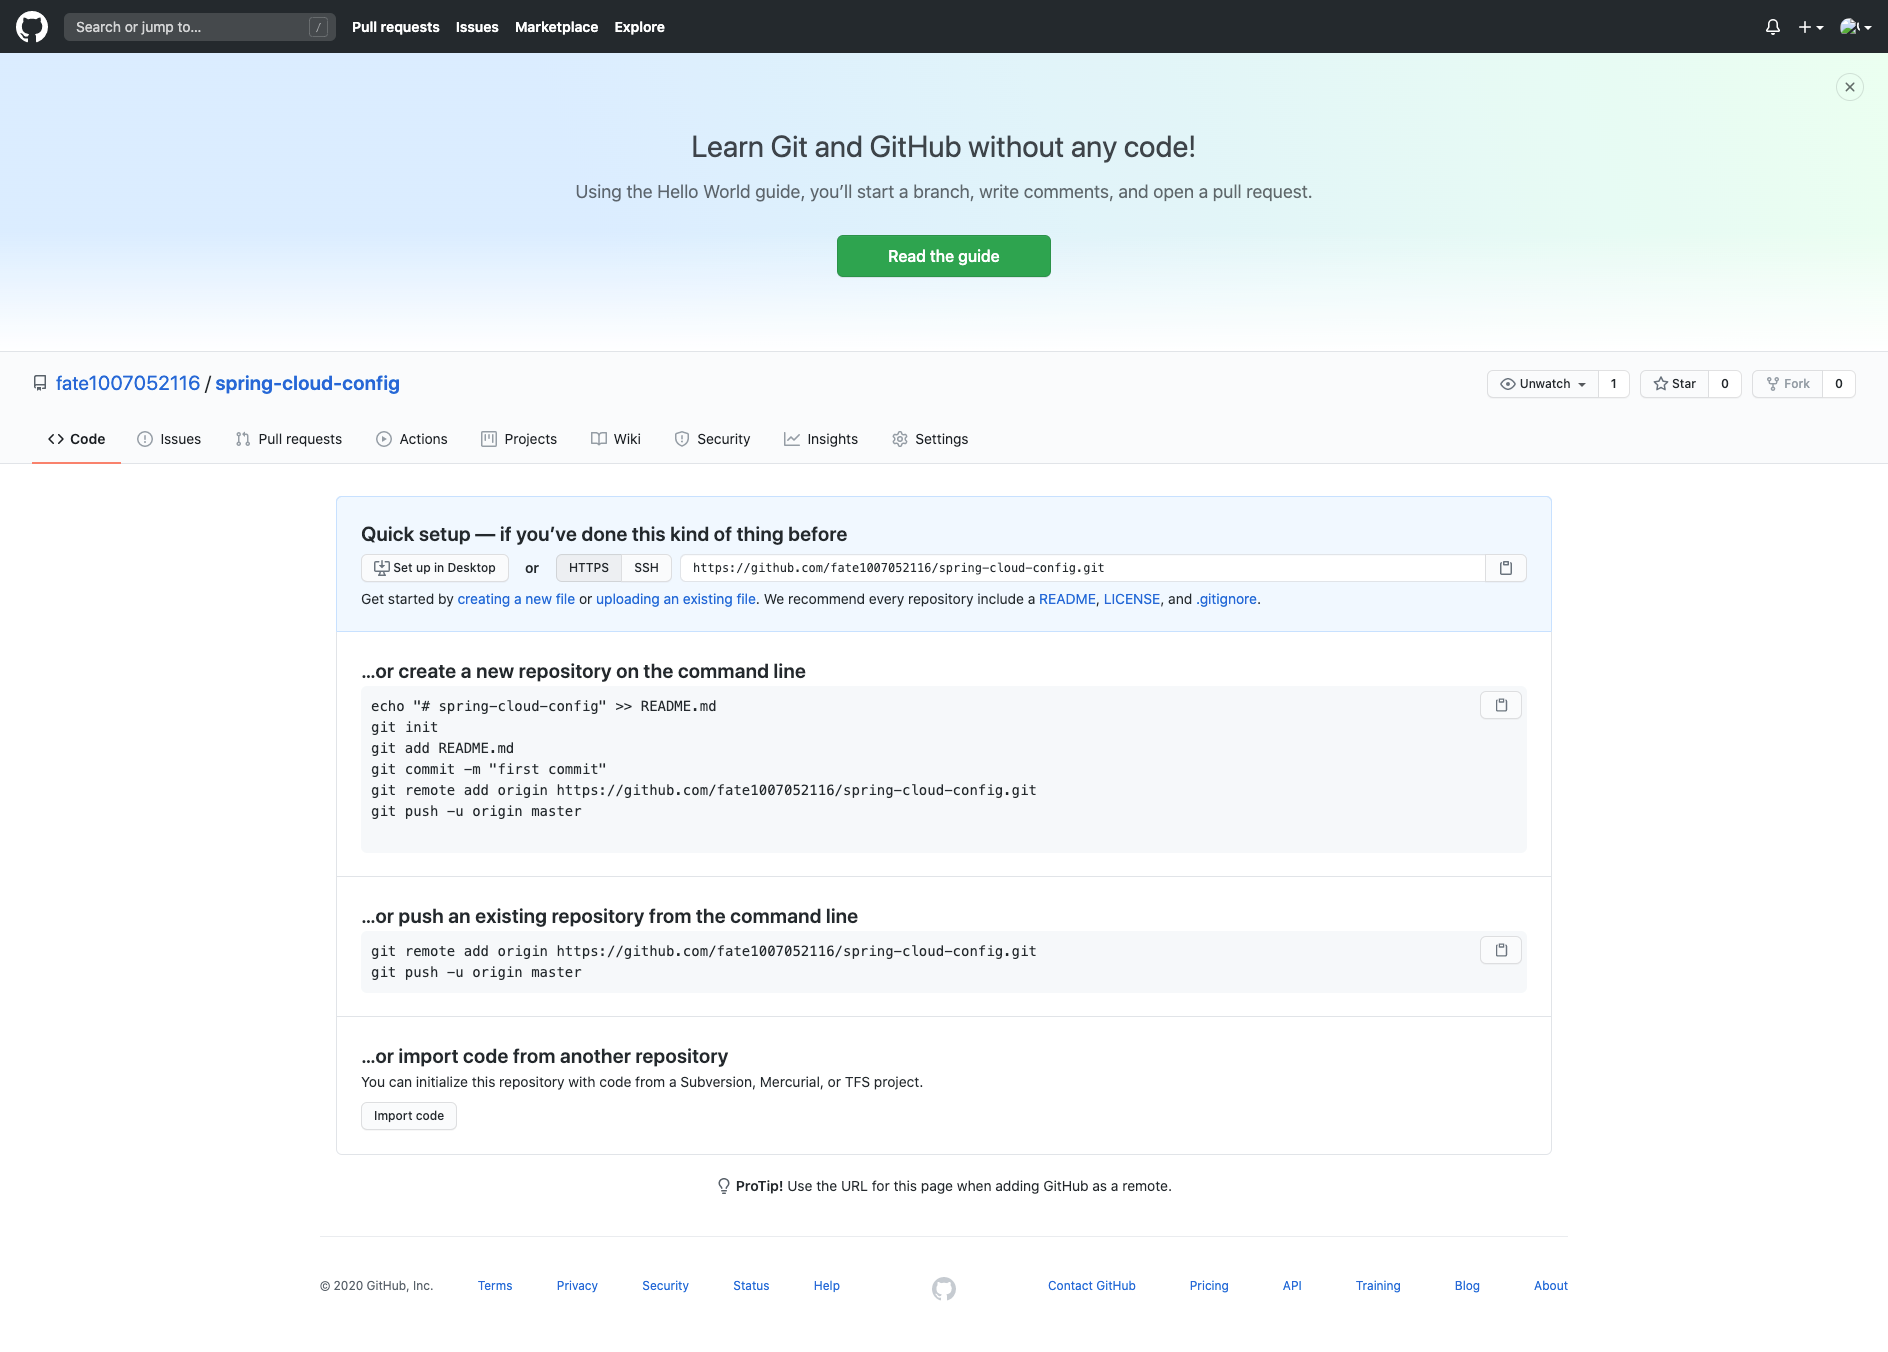 Search or jump to... /
Pull requests Issues Marketplace Explore
Learn Git and GitHub without any code!
Using the Hello World guide, you’ll start a branch, write comments, and open a pull request.
Read the guide
fate1007052116 / spring-cloud-config
Unwatch 1 Star 0 Fork 0
Code Issues Pull requests Actions Projects Wiki Security Insights Settings
Quick setup — if you’ve done this kind of thing before
Set up in Desktop or HTTPS SSH https://github.com/fate1007052116/spring-cloud-config.git
Get started by creating a new file or uploading an existing file. We recommend every repository include a README, LICENSE, and .gitignore.
…or create a new repository on the command line
echo "# spring-cloud-config" >> README.md
git init
git add README.md
git commit -m "first commit"
git remote add origin https://github.com/fate1007052116/spring-cloud-config.git
git push -u origin master
…or push an existing repository from the command line
git remote add origin https://github.com/fate1007052116/spring-cloud-config.git
git push -u origin master
…or import code from another repository
You can initialize this repository with code from a Subversion, Mercurial, or TFS project.
Import code
ProTip! Use the URL for this page when adding GitHub as a remote.
© 2020 GitHub, Inc. Terms Privacy Security Status Help Contact GitHub Pricing API Training Blog About